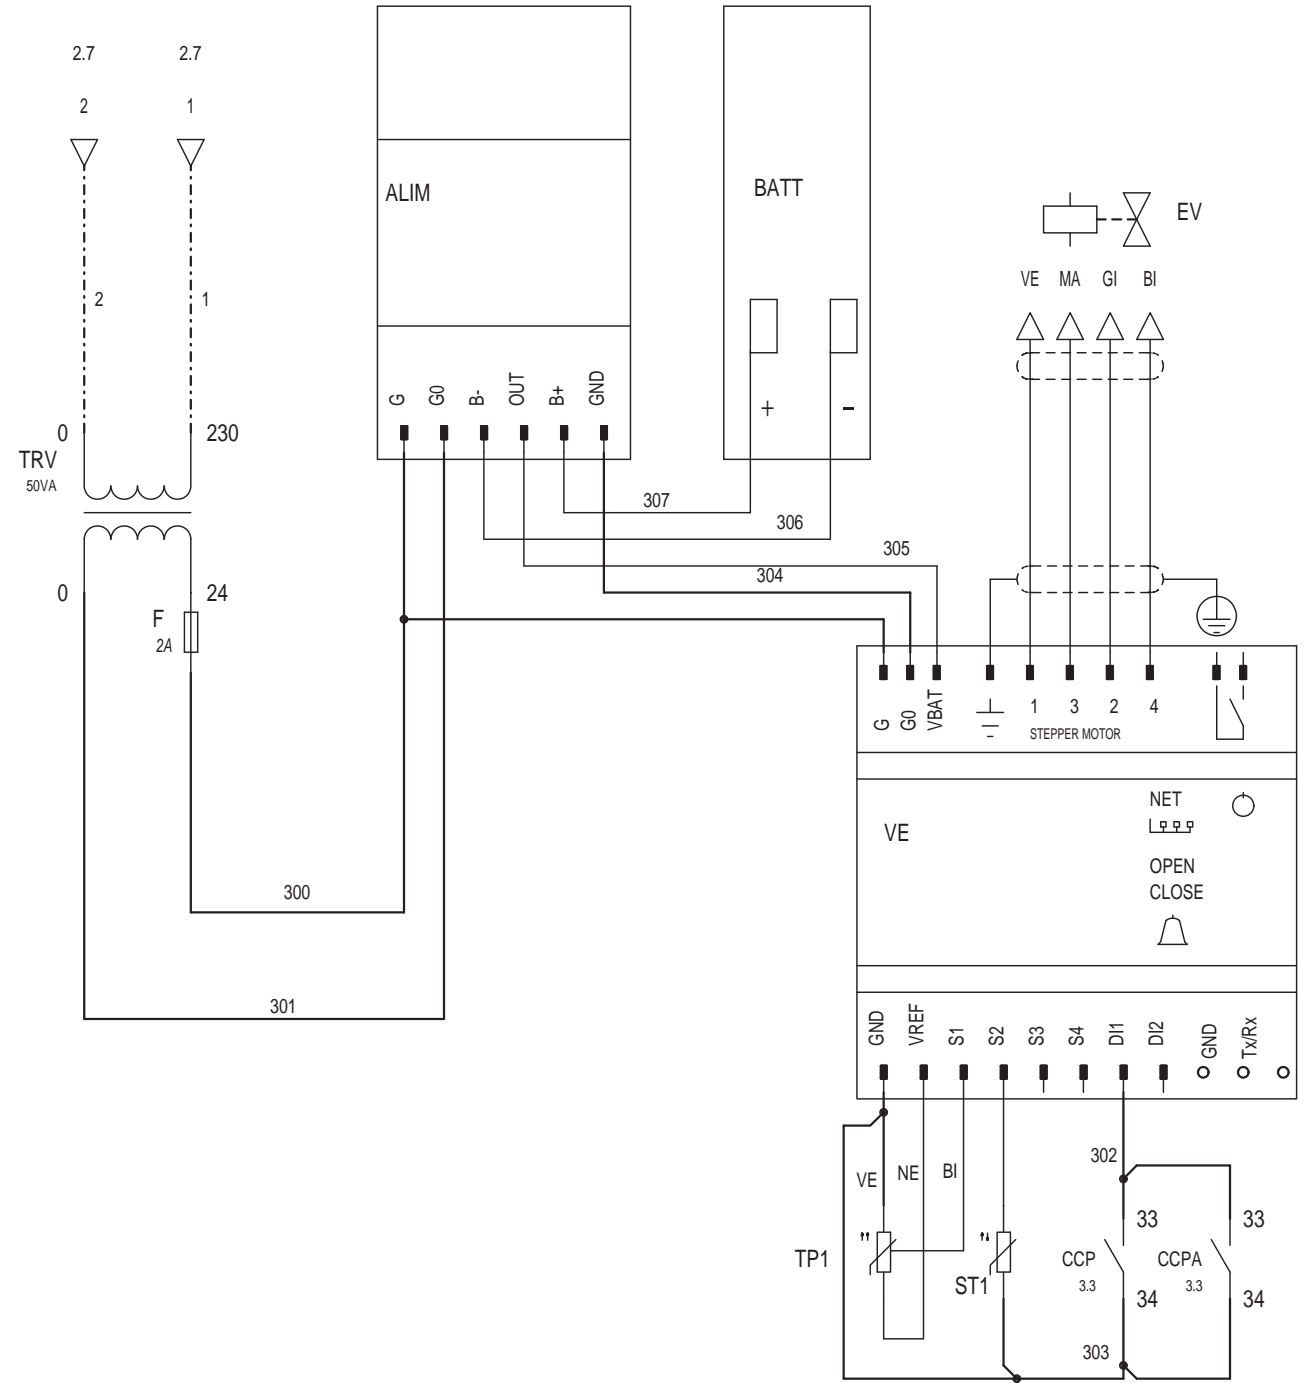 2.7 2.7
2 1
ALIM
BATT
EV
VE MA GI BI
2 1
G G0 B- OUT B+ GND
+ -
0 230
TRV
50VA
307
306
305
304
0 24
F
2A
G G0 VBAT
1 3 2 4
STEPPER MOTOR
NET
VE
OPEN
CLOSE
300
301
GND VREF S1 S2 S3 S4 DI1 DI2 GND Tx/Rx
302
VE NE BI
33 33
TP1
CCP CCPA
ST1
3.3 3.3
34 34
303